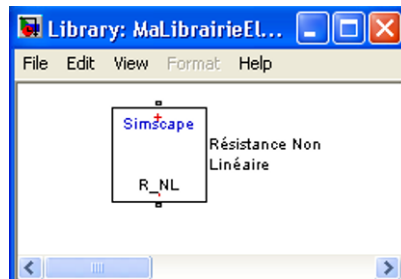 Library: MaLibrairieEl...
File Edit View Format Help
Simscape
+
R_NL
-
Résistance Non
Linéaire